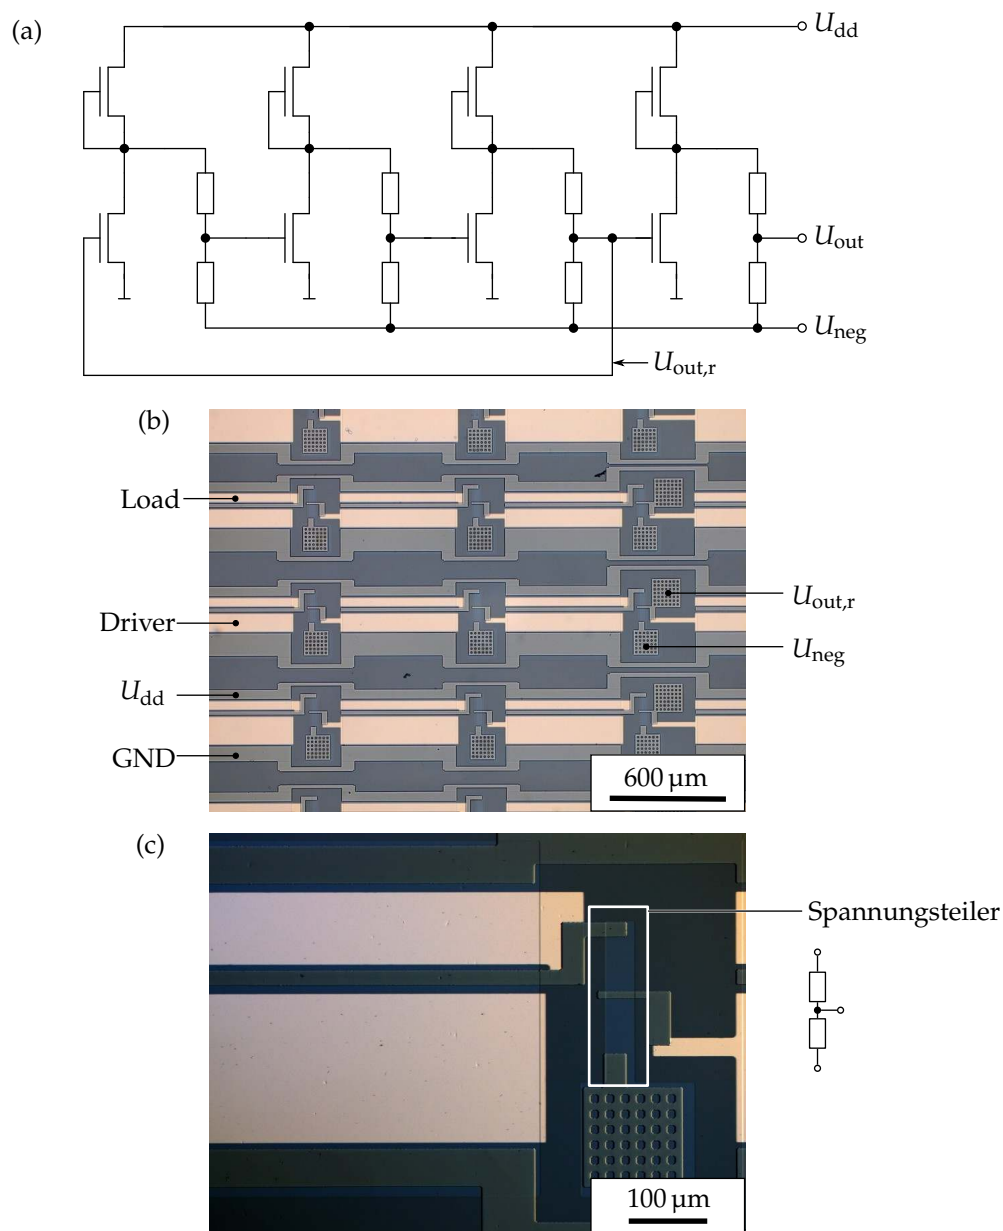 (a)
U_dd
U_out
U_neg
U_out,r
(b)
Load
Driver
U_dd
GND
U_out,r
U_neg
600 µm
(c)
Spannungsteiler
100 µm